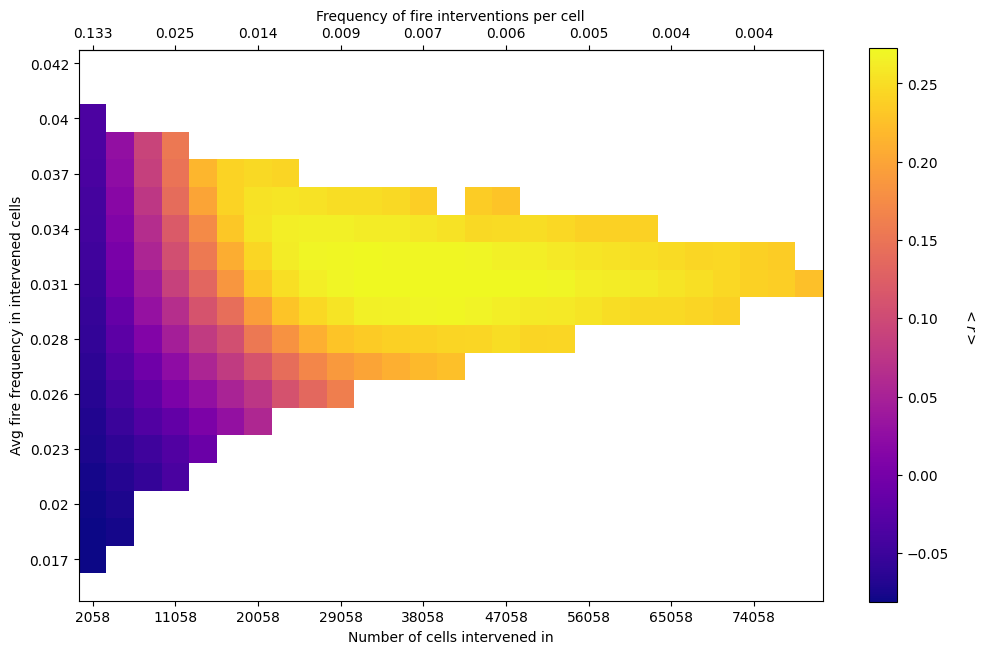 Frequency of fire interventions per cell
0.133 0.025 0.014 0.009 0.007 0.006 0.005 0.004 0.004
0.042
0.04
0.037
0.034
0.031
0.028
0.026
0.023
0.02
0.017
Avg fire frequency in intervened cells
2058 11058 20058 29058 38058 47058 56058 65058 74058
Number of cells intervened in
0.25
0.20
0.15
0.10
0.05
0.00
−0.05
< r >